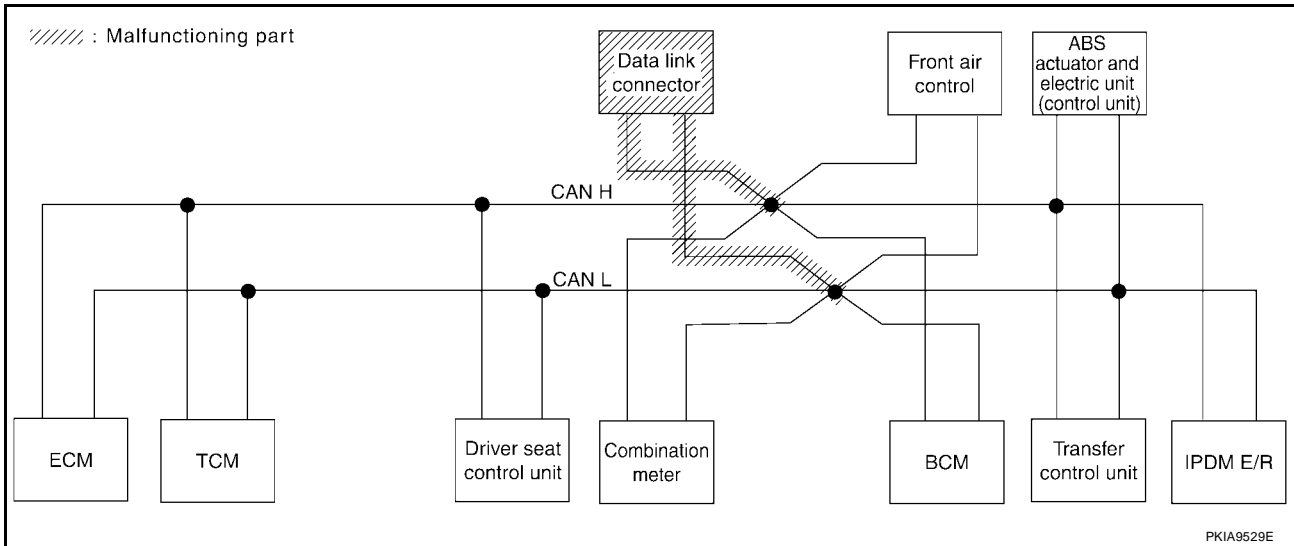 : Malfunctioning part
Data link
connector
Front air
control
ABS
actuator and
electric unit
(control unit)
CAN H
CAN L
ECM
TCM
Driver seat
control unit
Combination
meter
BCM
Transfer
control unit
IPDM E/R
PKIA9529E